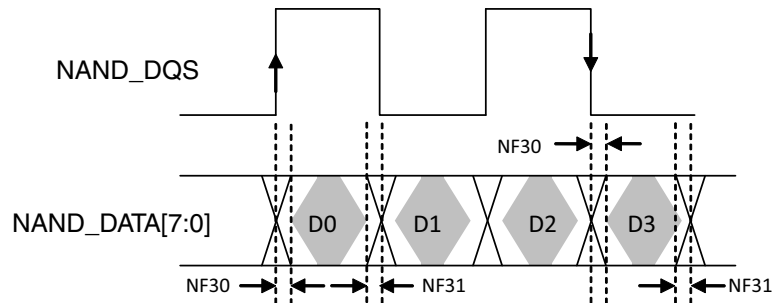 NAND_DQS
NF30
NAND_DATA[7:0]
D0
D1
D2
D3
NF30
NF31
NF31